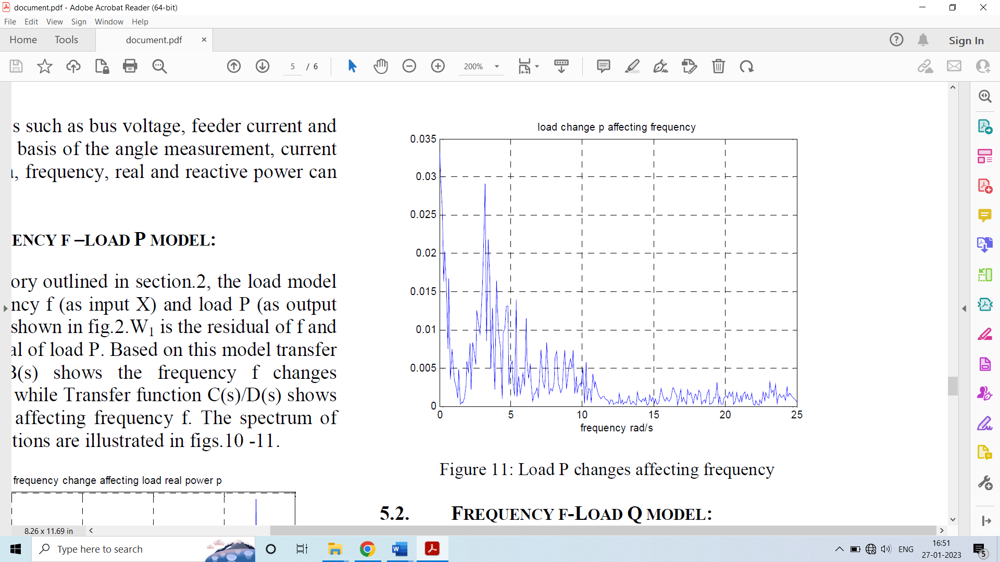 document.pdf - Adobe Acrobat Reader (64-bit)
File Edit View Sign Window Help
Home Tools document.pdf × Sign In
5 / 6 200%
s such as bus voltage, feeder current and
basis of the angle measurement, current
, frequency, real and reactive power can
ENCY F –LOAD P MODEL:
ory outlined in section.2, the load model
ncy f (as input X) and load P (as output
shown in fig.2.W1 is the residual of f and
al of load P. Based on this model transfer
B(s) shows the frequency f changes
while Transfer function C(s)/D(s) shows
affecting frequency f. The spectrum of
tions are illustrated in figs.10 -11.
frequency change affecting load real power p
load change p affecting frequency
0.035
0.03
0.025
0.02
0.015
0.01
0.005
0
0 5 10 15 20 25
frequency rad/s
Figure 11: Load P changes affecting frequency
5.2. FREQUENCY F-LOAD Q MODEL:
8.26 x 11.69 in
Type here to search
ENG
16:51
27-01-2023
5